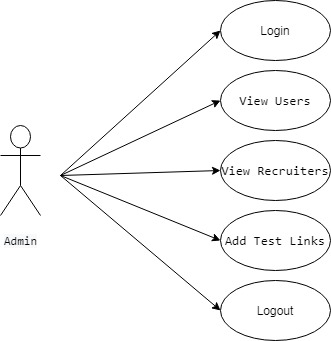 Login
View Users
View Recruiters
Admin
Add Test Links
Logout